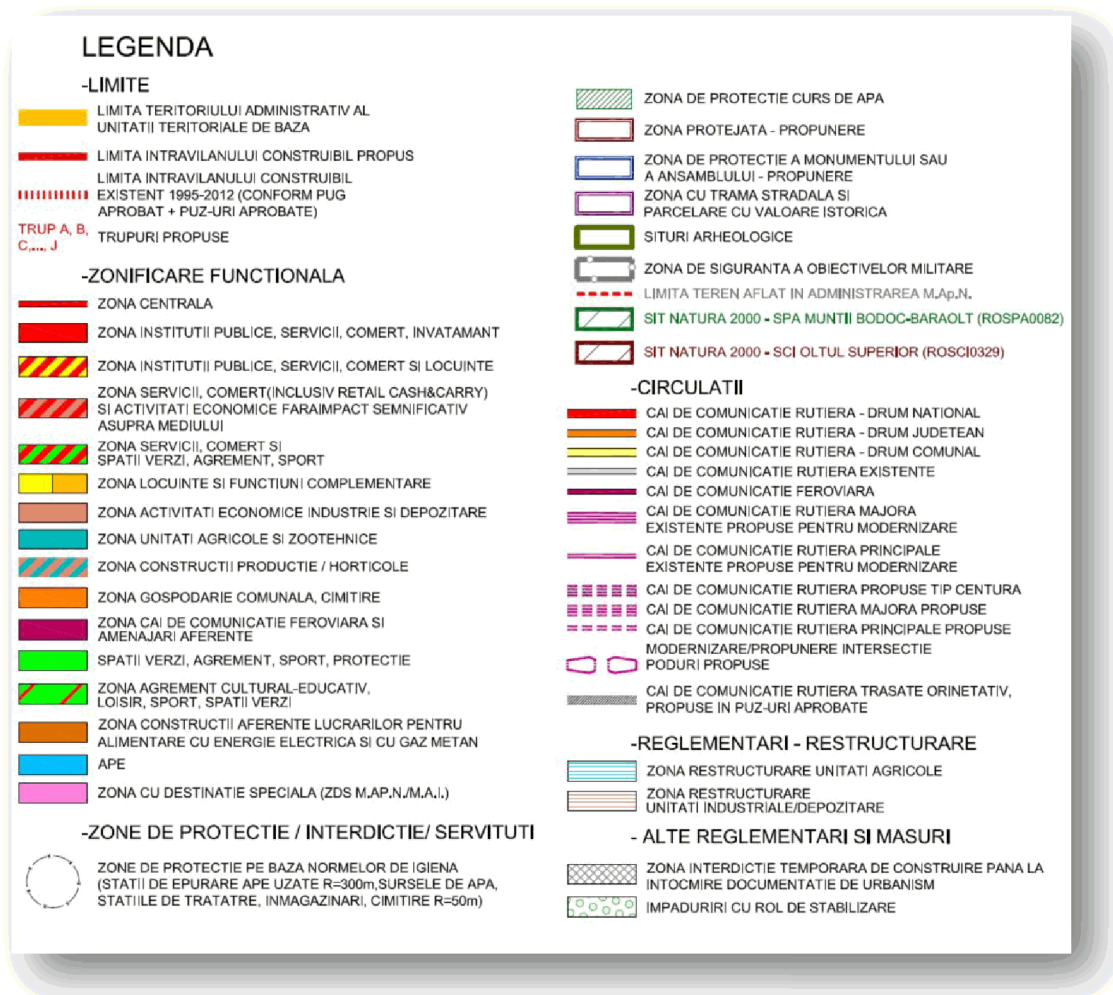 LEGENDA
-LIMITE
LIMITA TERITORIULUI ADMINISTRATIV AL
UNITATII TERITORIALE DE BAZA
LIMITA INTRAVILANULUI CONSTRUIBIL PROPUS
LIMITA INTRAVILANULUI CONSTRUIBIL
EXISTENT 1995-2012 (CONFORM PUG
APROBAT + PUZ-URI APROBATE)
TRUP A, B,
C,..., J
TRUPURI PROPUSE
-ZONIFICARE FUNCTIONALA
ZONA CENTRALA
ZONA INSTITUTII PUBLICE, SERVICII, COMERT, INVATAMANT
ZONA INSTITUTII PUBLICE, SERVICII, COMERT SI LOCUINTE
ZONA SERVICII, COMERT(INCLUSIV RETAIL CASH&CARRY)
SI ACTIVITATI ECONOMICE FARAIMPACT SEMNIFICATIV
ASUPRA MEDIULUI
ZONA SERVICII, COMERT SI
SPATII VERZI, AGREMENT, SPORT
ZONA LOCUINTE SI FUNCTIUNI COMPLEMENTARE
ZONA ACTIVITATI ECONOMICE INDUSTRIE SI DEPOZITARE
ZONA UNITATI AGRICOLE SI ZOOTEHNICE
ZONA CONSTRUCTII PRODUCTIE / HORTICOLE
ZONA GOSPODARIE COMUNALA, CIMITIRE
ZONA CAI DE COMUNICATIE FEROVIARA SI
AMENAJARI AFERENTE
SPATII VERZI, AGREMENT, SPORT, PROTECTIE
ZONA AGREMENT CULTURAL-EDUCATIV,
LOISIR, SPORT, SPATII VERZI
ZONA CONSTRUCTII AFERENTE LUCRARILOR PENTRU
ALIMENTARE CU ENERGIE ELECTRICA SI CU GAZ METAN
APE
ZONA CU DESTINATIE SPECIALA (ZDS M.AP.N./M.A.I.)
-ZONE DE PROTECTIE / INTERDICTIE/ SERVITUTI
ZONE DE PROTECTIE PE BAZA NORMELOR DE IGIENA
(STATII DE EPURARE APE UZATE R=300m,SURSELE DE APA,
STATIILE DE TRATATRE, INMAGAZINARI, CIMITIRE R=50m)
ZONA DE PROTECTIE CURS DE APA
ZONA PROTEJATA - PROPUNERE
ZONA DE PROTECTIE A MONUMENTULUI SAU
A ANSAMBLULUI - PROPUNERE
ZONA CU TRAMA STRADALA SI
PARCELARE CU VALOARE ISTORICA
SITURI ARHEOLOGICE
ZONA DE SIGURANTA A OBIECTIVELOR MILITARE
LIMITA TEREN AFLAT IN ADMINISTRAREA M.Ap.N.
SIT NATURA 2000 - SPA MUNTII BODOC-BARAOLT (ROSPA0082)
SIT NATURA 2000 - SCI OLTUL SUPERIOR (ROSCI0329)
-CIRCULATII
CAI DE COMUNICATIE RUTIERA - DRUM NATIONAL
CAI DE COMUNICATIE RUTIERA - DRUM JUDETEAN
CAI DE COMUNICATIE RUTIERA - DRUM COMUNAL
CAI DE COMUNICATIE RUTIERA EXISTENTE
CAI DE COMUNICATIE FEROVIARA
CAI DE COMUNICATIE RUTIERA MAJORA
EXISTENTE PROPUSE PENTRU MODERNIZARE
CAI DE COMUNICATIE RUTIERA PRINCIPALE
EXISTENTE PROPUSE PENTRU MODERNIZARE
CAI DE COMUNICATIE RUTIERA PROPUSE TIP CENTURA
CAI DE COMUNICATIE RUTIERA MAJORA PROPUSE
CAI DE COMUNICATIE RUTIERA PRINCIPALE PROPUSE
MODERNIZARE/PROPUNERE INTERSECTIE
PODURI PROPUSE
CAI DE COMUNICATIE RUTIERA TRASATE ORINETATIV,
PROPUSE IN PUZ-URI APROBATE
-REGLEMENTARI - RESTRUCTURARE
ZONA RESTRUCTURARE UNITATI AGRICOLE
ZONA RESTRUCTURARE
UNITATI INDUSTRIALE/DEPOZITARE
- ALTE REGLEMENTARI SI MASURI
ZONA INTERDICTIE TEMPORARA DE CONSTRUIRE PANA LA
INTOCMIRE DOCUMENTATIE DE URBANISM
IMPADURIRI CU ROL DE STABILIZARE